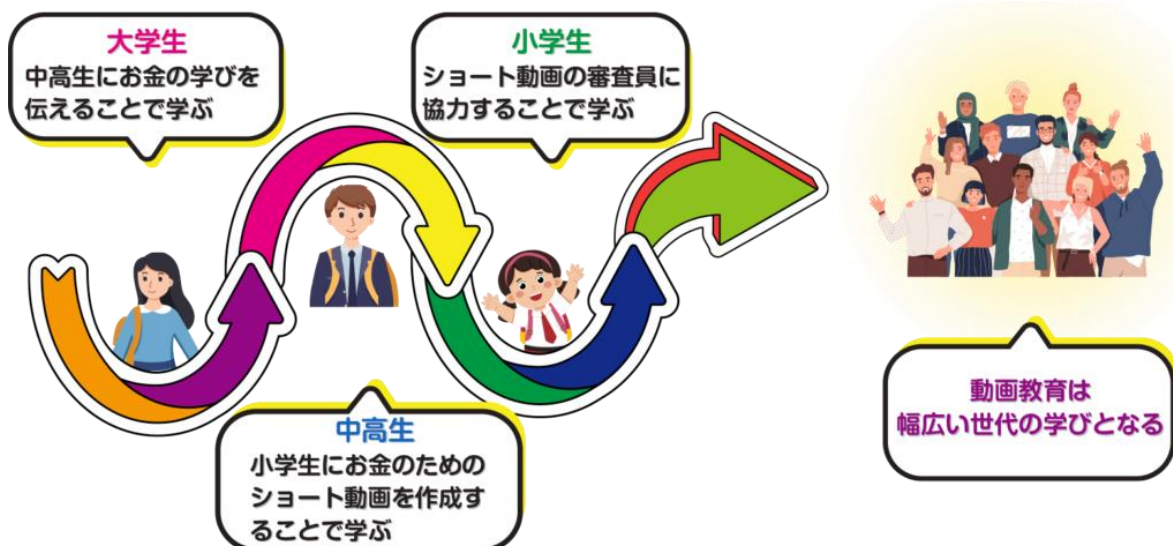 大学生
中高生にお金の学びを
伝えることで学ぶ
小学生
ショート動画の審査員に
協力することで学ぶ
中高生
小学生にお金のための
ショート動画を作成す
ることで学ぶ
動画教育は
幅広い世代の学びとなる